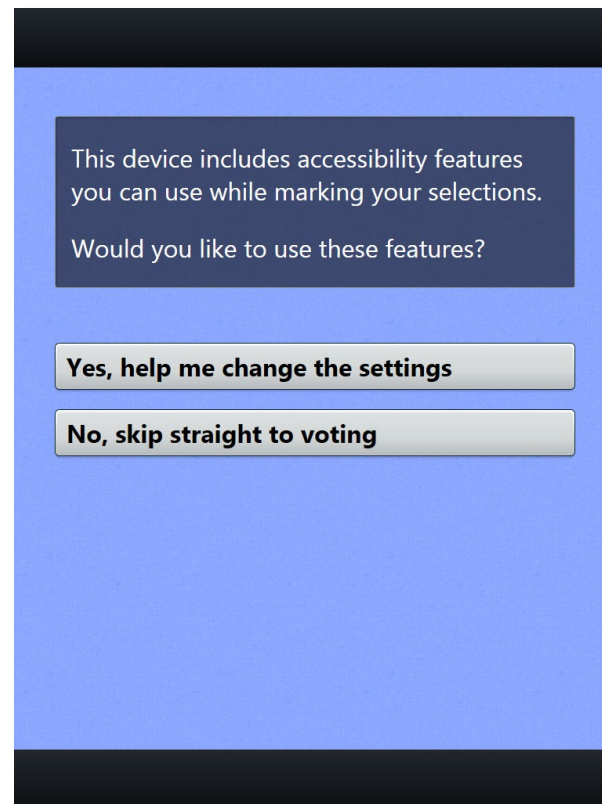 This device includes accessibility features
you can use while marking your selections.
Would you like to use these features?
Yes, help me change the settings
No, skip straight to voting